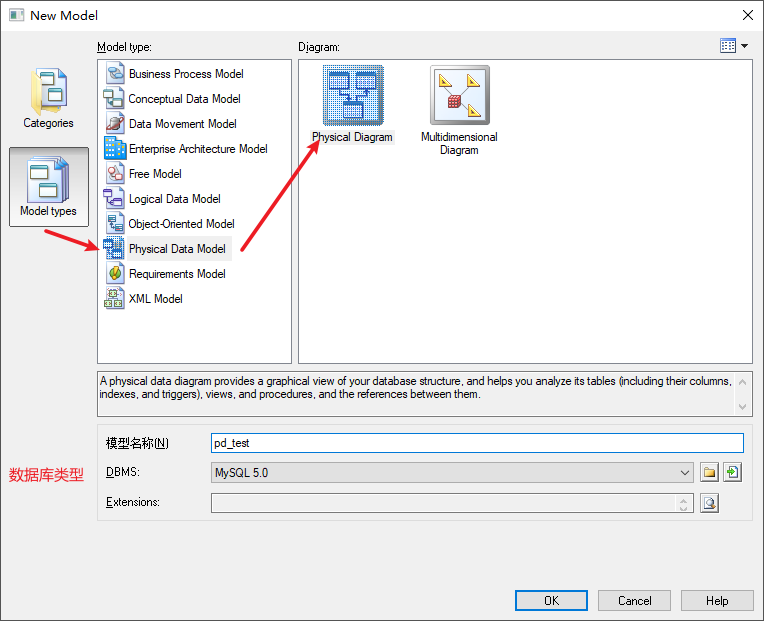 New Model
Model type:
Diagram:
Categories
Model types
Business Process Model
Conceptual Data Model
Data Movement Model
Enterprise Architecture Model
Free Model
Logical Data Model
Object-Oriented Model
Physical Data Model
Requirements Model
XML Model
Physical Diagram
Multidimensional
Diagram
A physical data diagram provides a graphical view of your database structure, and helps you analyze its tables (including their columns,
indexes, and triggers), views, and procedures, and the references between them.
模型名称(N)
pd_test
数据库类型
DBMS:
MySQL 5.0
Extensions:
OK
Cancel
Help